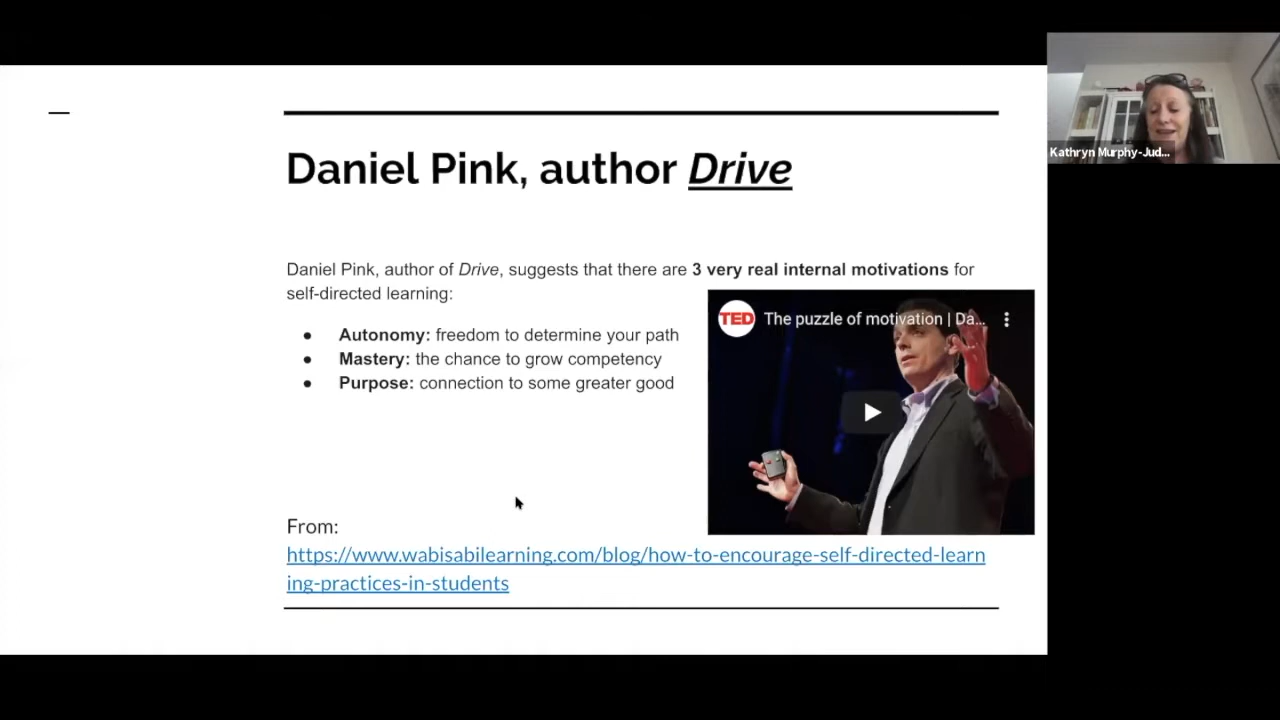 Daniel Pink, author Drive
Daniel Pink, author of Drive, suggests that there are 3 very real internal motivations for
self-directed learning:
● Autonomy: freedom to determine your path
● Mastery: the chance to grow competency
● Purpose: connection to some greater good
TED The puzzle of motivation | Da...
From:
https://www.wabisabilearning.com/blog/how-to-encourage-self-directed-learn
ing-practices-in-students
Kathryn Murphy-Jud...